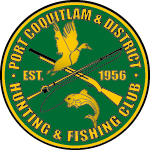 PORT COQUITLAM & DISTRICT
EST. 1956
HUNTING & FISHING CLUB